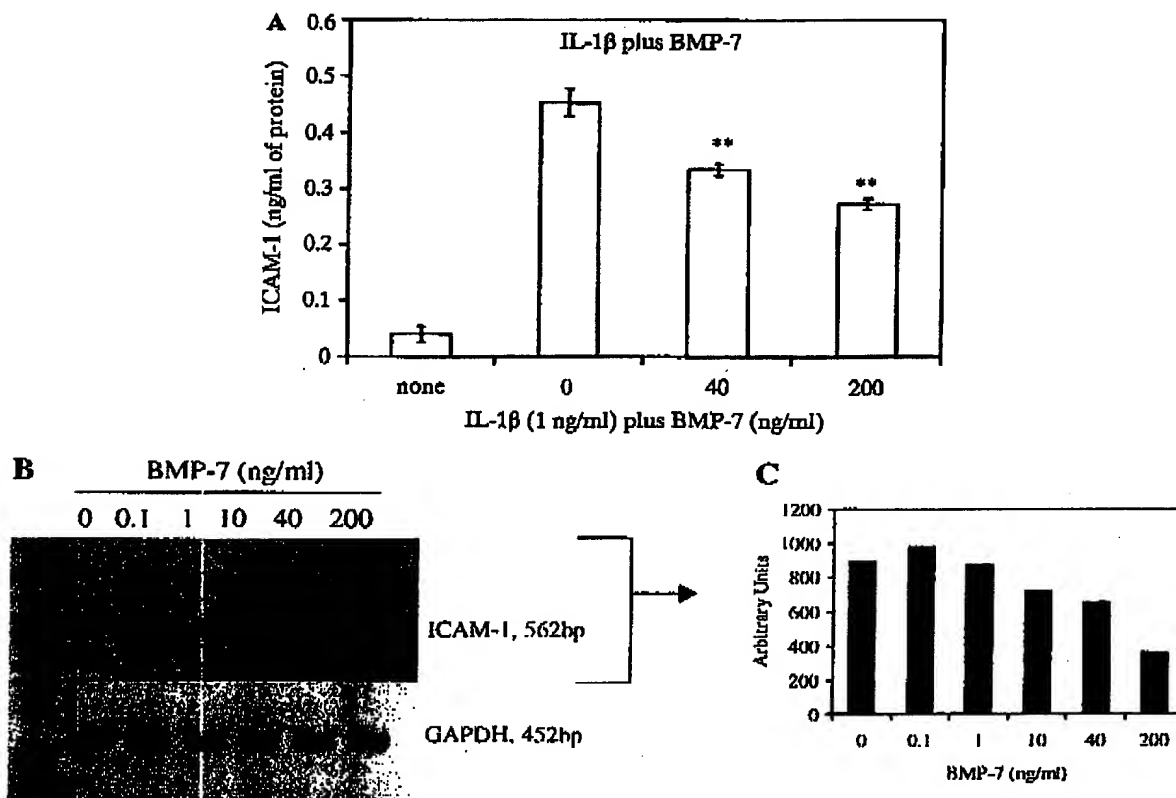 A
IL-1β plus BMP-7
ICAM-1 (ng/ml of protein)
0.6
0.5
0.4
0.3
0.2
0.1
0
**
**
none 0 40 200
IL-1β (1 ng/ml) plus BMP-7 (ng/ml)
B
BMP-7 (ng/ml)
0 0.1 1 10 40 200
ICAM-1, 562bp
GAPDH, 452bp
C
Arbitrary Units
1200
1000
800
600
400
200
0
0 0.1 1 10 40 200
BMP-7 (ng/ml)